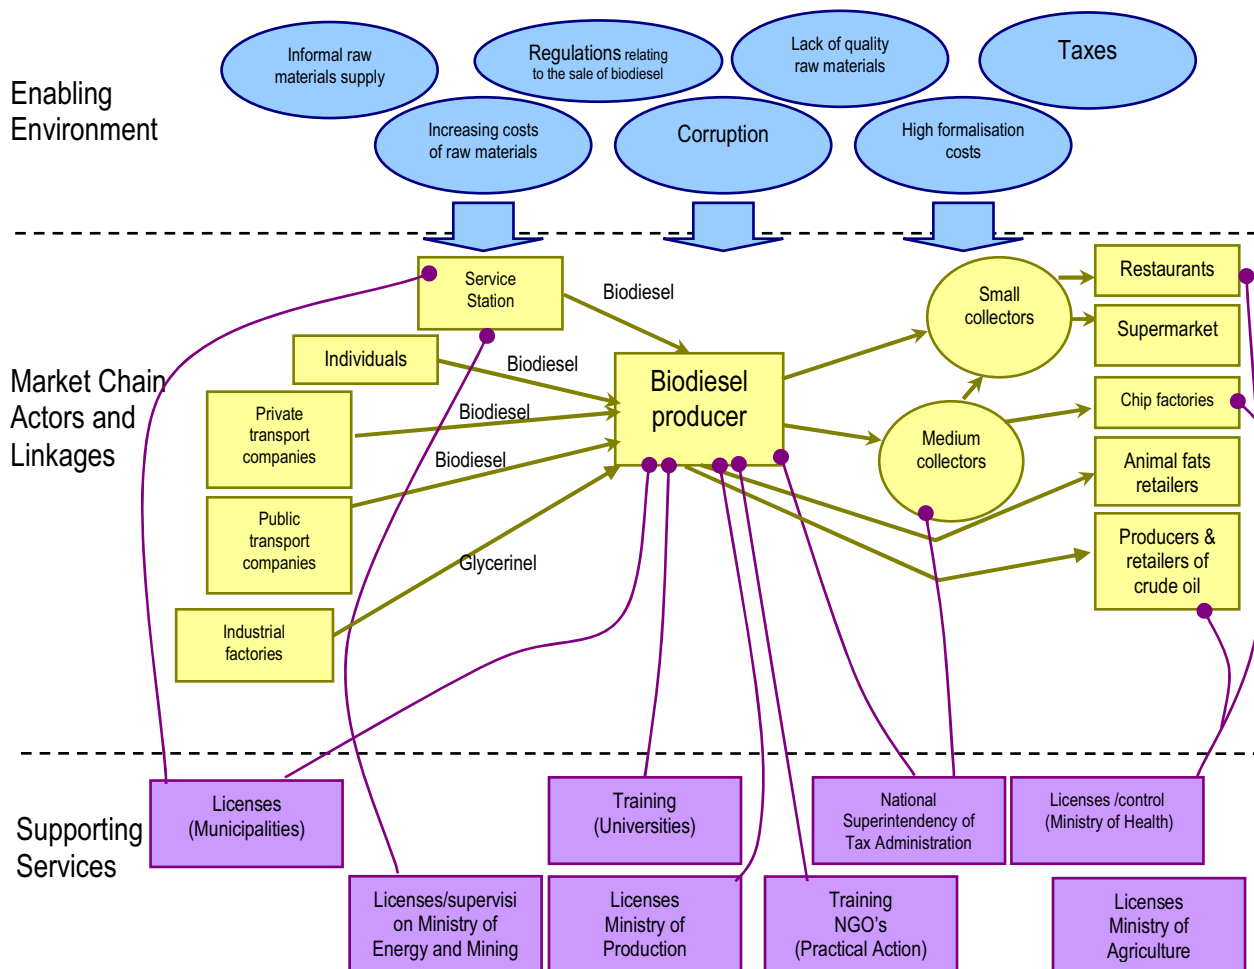 Enabling
Environment
Informal raw
materials supply
Regulations relating
to the sale of biodiesel
Lack of quality
raw materials
Taxes
Increasing costs
of raw materials
Corruption
High formalisation
costs
Market Chain
Actors and
Linkages
Service
Station
Biodiesel
Individuals
Biodiesel
Private
transport
companies
Biodiesel
Public
transport
companies
Biodiesel
Industrial
factories
Glycerinel
Biodiesel
producer
Small
collectors
Medium
collectors
Restaurants
Supermarket
Chip factories
Animal fats
retailers
Producers &
retailers of
crude oil
Supporting
Services
Licenses
(Municipalities)
Training
(Universities)
National
Superintendency of
Tax Administration
Licenses /control
(Ministry of Health)
Licenses/supervisi
on Ministry of
Energy and Mining
Licenses
Ministry of
Production
Training
NGO's
(Practical Action)
Licenses
Ministry of
Agriculture